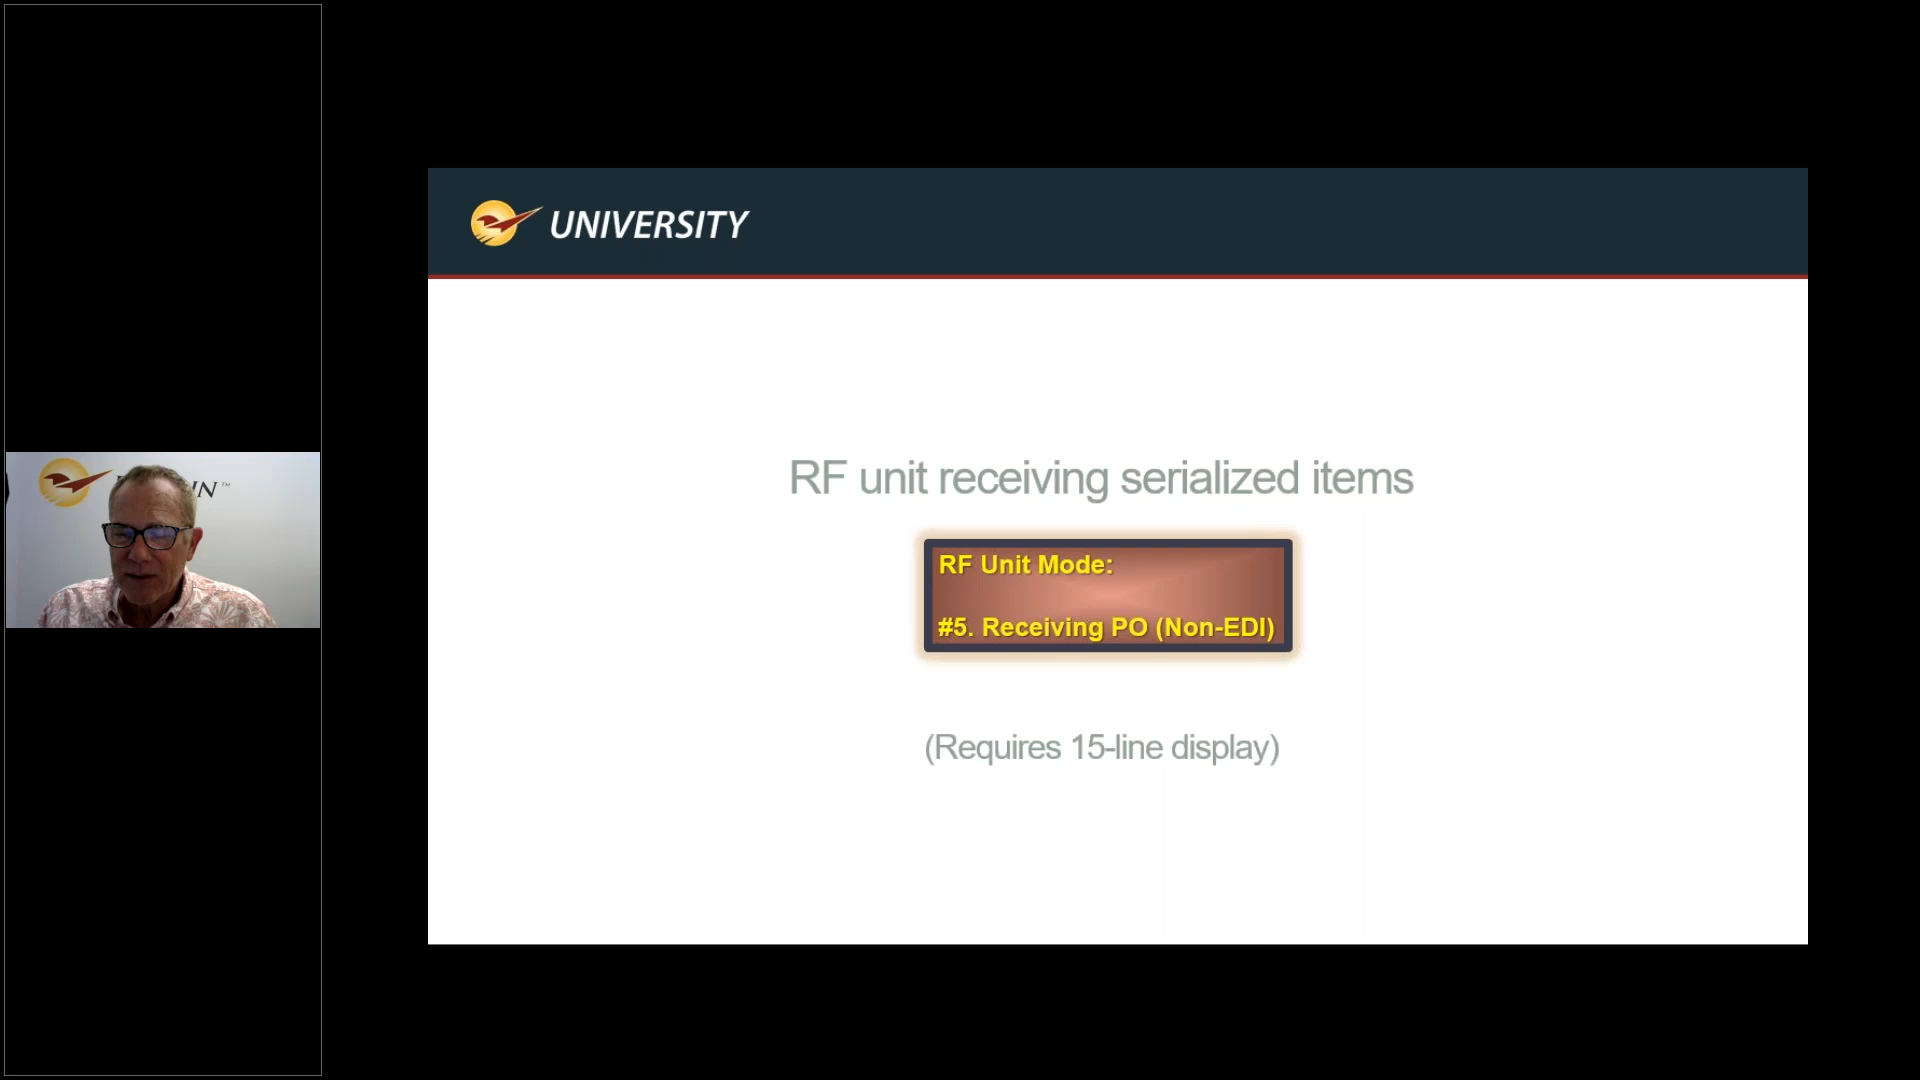 UNIVERSITY
RF unit receiving serialized items
RF Unit Mode:
#5. Receiving PO (Non-EDI)
(Requires 15-line display)